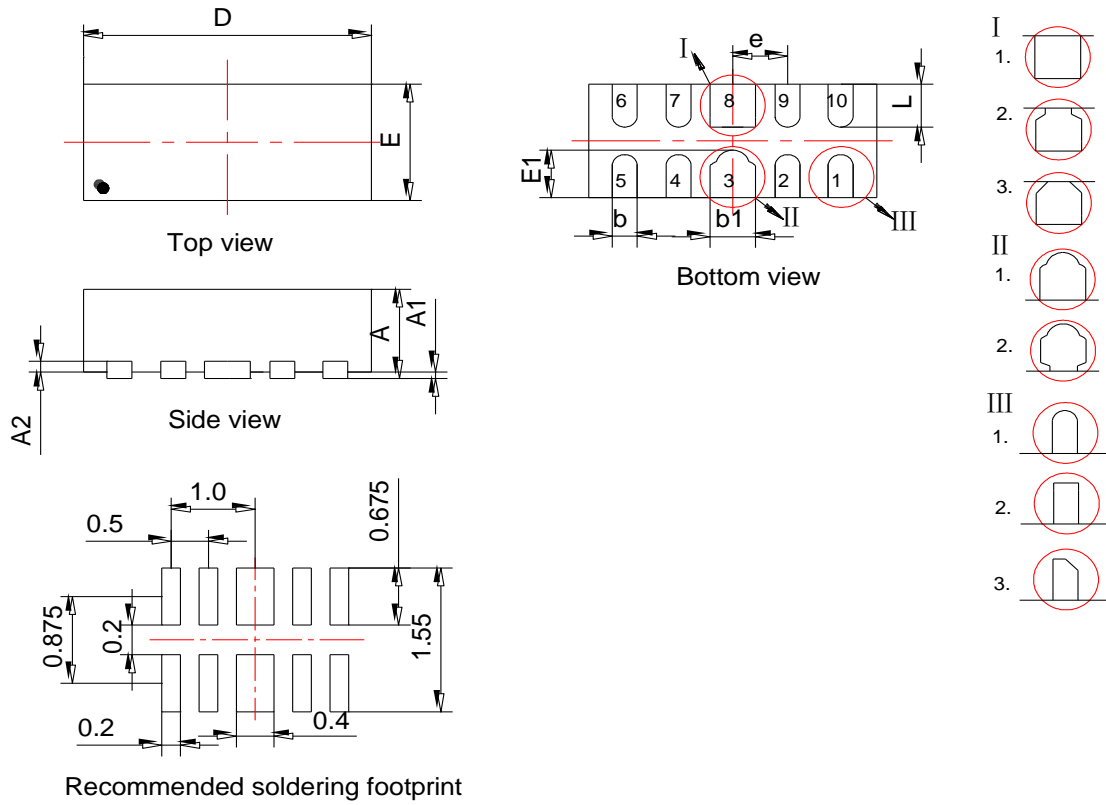 D
E
Top view
A
A1
A2
Side view
1.0
0.5
0.675
0.875
0.2
1.55
0.2
0.4
Recommended soldering footprint
I
e
6 7 8 9 10
L
E1
5 4 3 2 1
b
b1
II
III
Bottom view
I
1.
2.
3.
II
1.
2.
III
1.
2.
3.